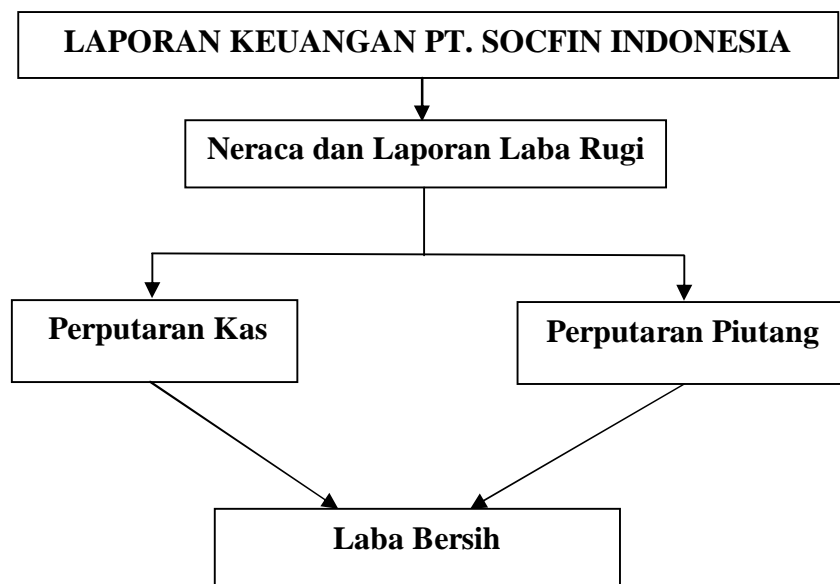 LAPORAN KEUANGAN PT. SOCFIN INDONESIA
Neraca dan Laporan Laba Rugi
Perputaran Kas
Perputaran Piutang
Laba Bersih